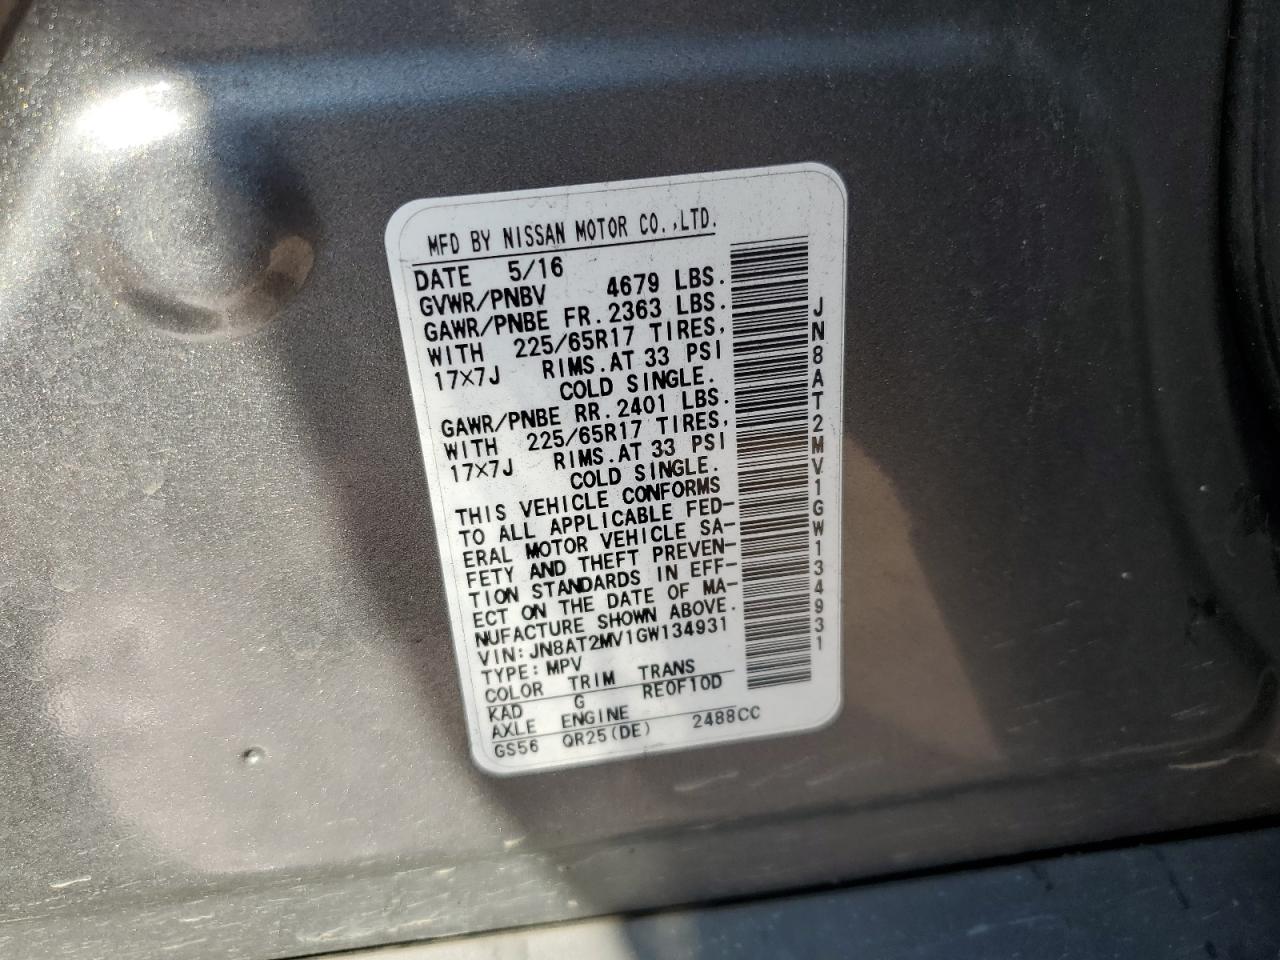 MFD BY NISSAN MOTOR CO.,LTD.
DATE 5/16
GVWR/PNBV 4679 LBS.
GAWR/PNBE FR.2363 LBS.
WITH 225/65R17 TIRES,
17×7J RIMS.AT 33 PSI
COLD SINGLE.
GAWR/PNBE RR.2401 LBS.
WITH 225/65R17 TIRES,
17×7J RIMS.AT 33 PSI
COLD SINGLE.
THIS VEHICLE CONFORMS
TO ALL APPLICABLE FED-
ERAL MOTOR VEHICLE SA-
FETY AND THEFT PREVEN-
TION STANDARDS IN EFF-
ECT ON THE DATE OF MA-
NUFACTURE SHOWN ABOVE.
VIN:JN8AT2MV1GW134931
TYPE:MPV
COLOR TRIM TRANS
KAD G RE0F10D
AXLE ENGINE
GS56 QR25(DE) 2488CC
JN8AT2MV1GW134931